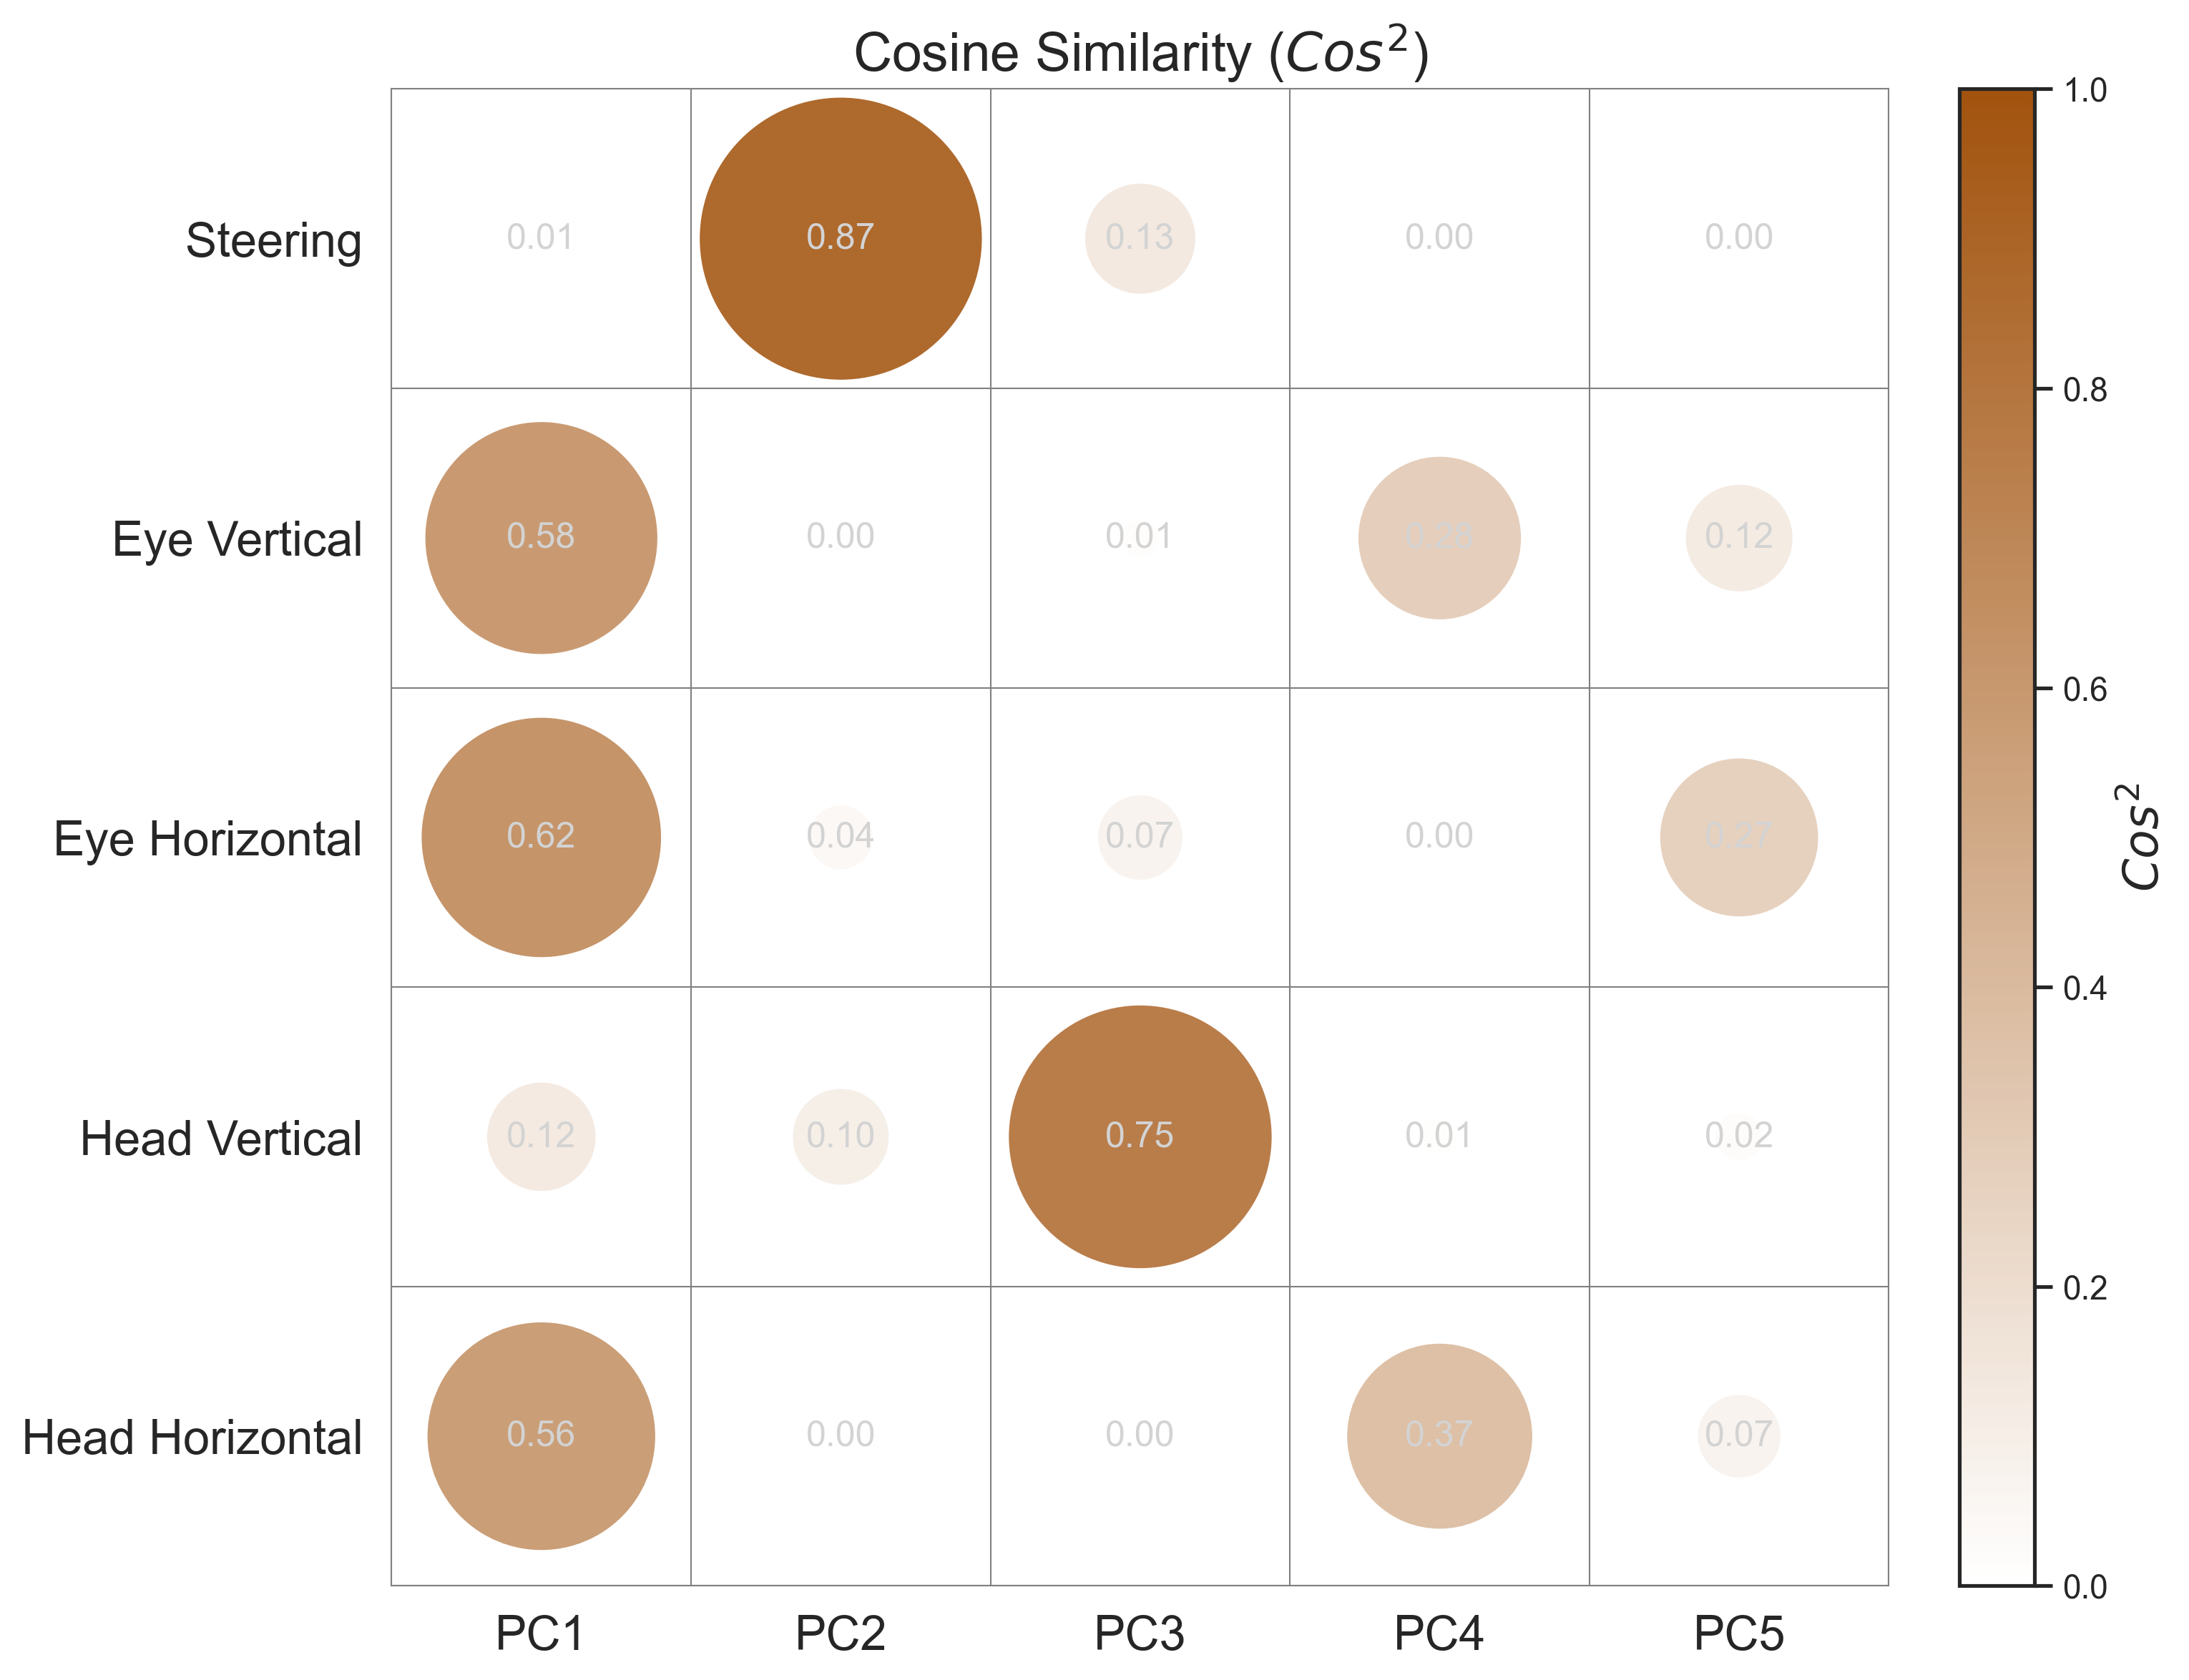 Cosine Similarity (Cos²)
Steering 0.01 0.87 0.13 0.00 0.00
Eye Vertical 0.58 0.00 0.01 0.28 0.12
Eye Horizontal 0.62 0.04 0.07 0.00 0.27
Head Vertical 0.12 0.10 0.75 0.01 0.02
Head Horizontal 0.56 0.00 0.00 0.37 0.07
PC1 PC2 PC3 PC4 PC5
1.0
0.8
0.6
0.4
0.2
0.0
Cos²